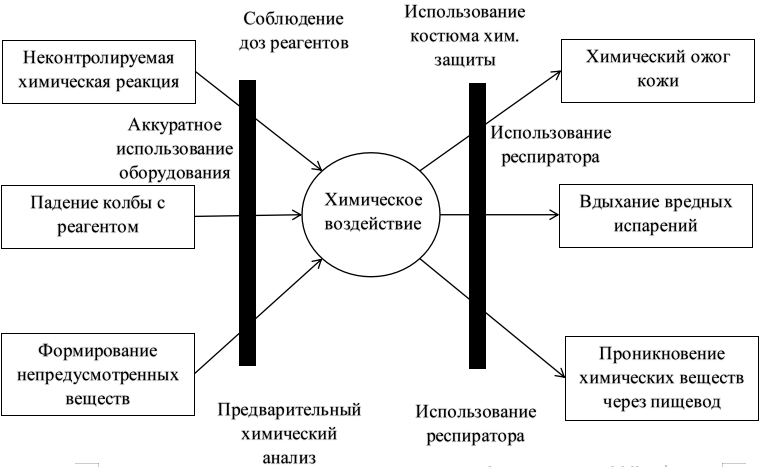 Соблюдение
доз реагентов
Использование
костюма хим.
защиты
Неконтролируемая
химическая реакция
Химический ожог
кожи
Аккуратное
использование
оборудования
Использование
респиратора
Падение колбы с
реагентом
Химическое
воздействие
Вдыхание вредных
испарений
Формирование
непредусмотренных
веществ
Проникновение
химических веществ
через пищевод
Предварительный
химический
анализ
Использование
респиратора